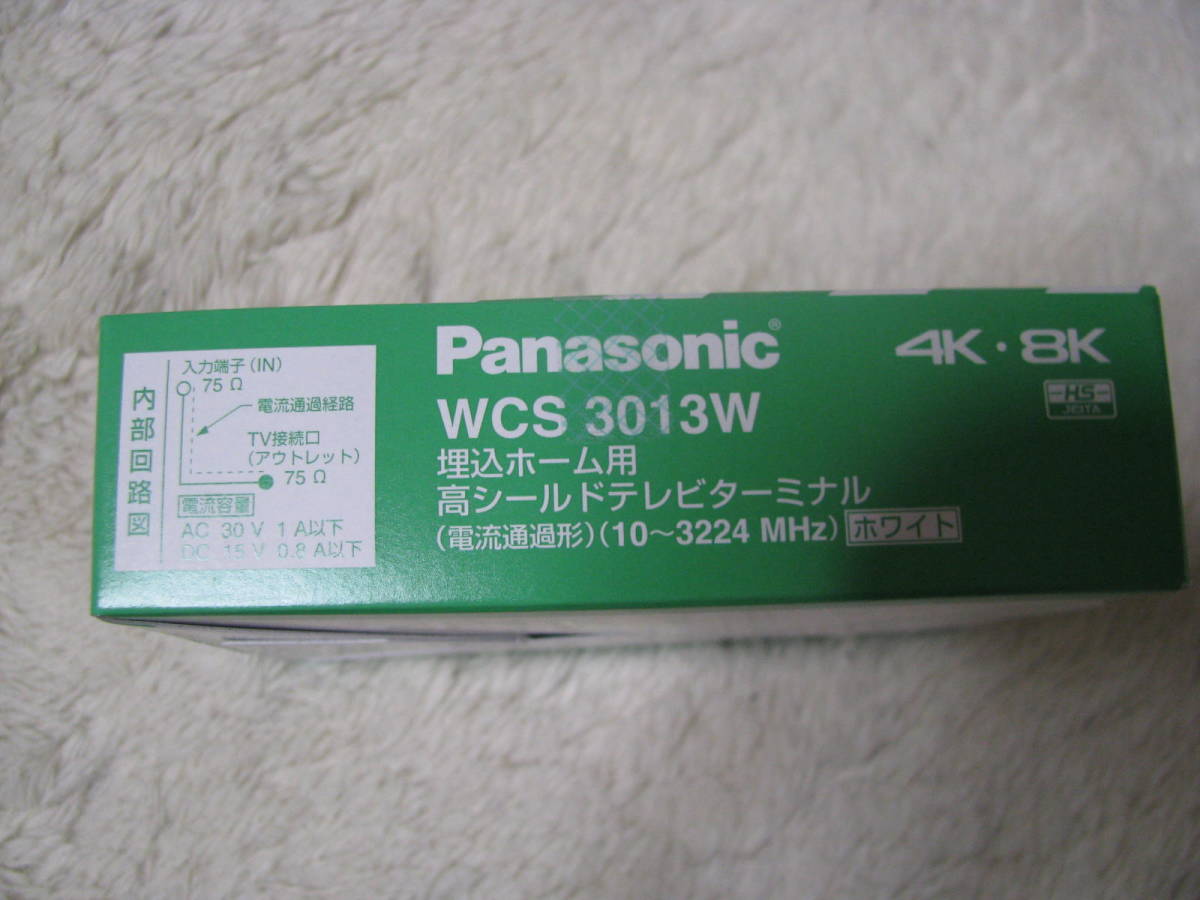 内部回路図
入力端子(IN)
75 Ω
電流通過経路
TV接続口
(アウトレット)
75 Ω
電流容量
AC 30 V 1 A以下
DC 15 V 0.8 A以下
Panasonic®
WCS 3013W
埋込ホーム用
高シールドテレビターミナル
(電流通過形)(10～3224 MHz) ホワイト
4K・8K
HS
JEITA